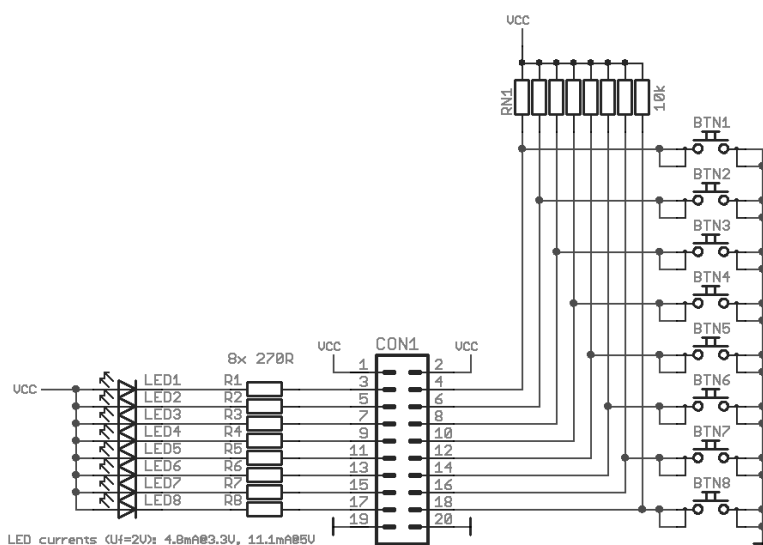 VCC
RN1
10k
BTN1
BTN2
BTN3
BTN4
BTN5
BTN6
BTN7
BTN8
8x 270R
VCC
CON1
VCC
VCC
LED1 R1 1 2
LED2 R2 3 4
LED3 R3 5 6
LED4 R4 7 8
LED5 R5 9 10
LED6 R6 11 12
LED7 R7 13 14
LED8 R8 15 16
17 18
19 20
LED currents (Uf=2V): 4.8mA@3.3V, 11.1mA@5V